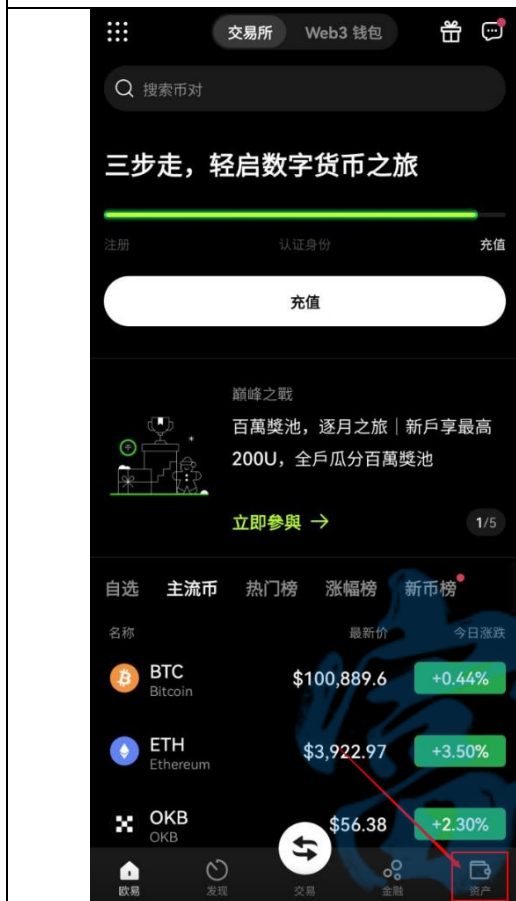 交易所 Web3 钱包
搜索币对
三步走，轻启数字货币之旅
注册 认证身份 充值
充值
巔峰之戰
百萬獎池，逐月之旅｜新戶享最高
200U，全戶瓜分百萬
獎池
立即參與 → 1/5
自选 主流币 热门榜 涨幅榜 新币榜
名称 最新价 今日涨跌
BTC $100,889.6 +0.44%
Bitcoin
ETH $3,922.97 +3.50%
Ethereum
OKB $56.38 +2.30%
OKB
欧易 发现 交易 金融 资产